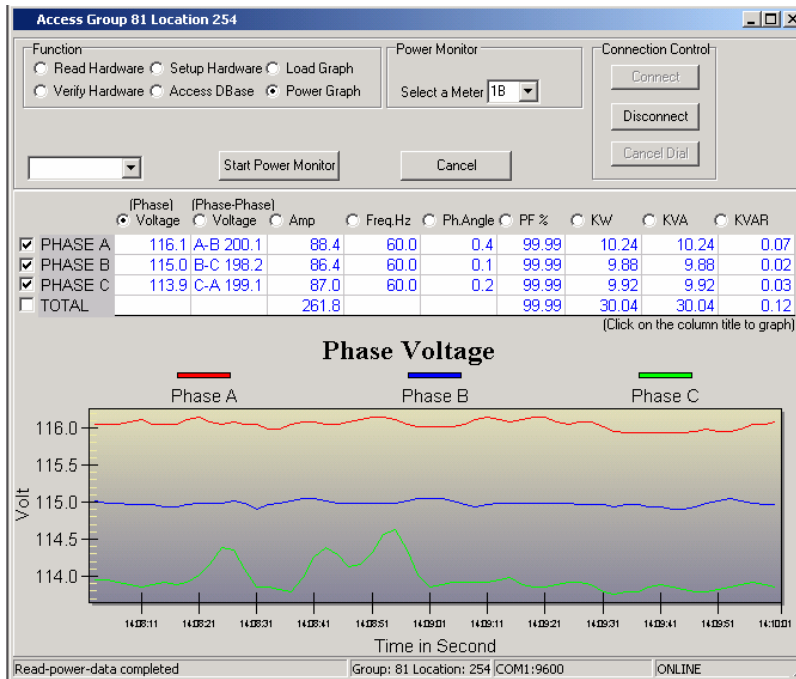 Access Group 81 Location 254
Function
Read Hardware Setup Hardware Load Graph
Verify Hardware Access DBase Power Graph
Power Monitor
Select a Meter 1B
Connection Control
Connect
Disconnect
Cancel Dial
Start Power Monitor Cancel
(Phase) (Phase-Phase)
Voltage Voltage Amp Freq.Hz Ph.Angle PF % KW KVA KVAR
PHASE A 116.1 A-B 200.1 88.4 60.0 0.4 99.99 10.24 10.24 0.07
PHASE B 115.0 B-C 198.2 86.4 60.0 0.1 99.99 9.88 9.88 0.02
PHASE C 113.9 C-A 199.1 87.0 60.0 0.2 99.99 9.92 9.92 0.03
TOTAL 261.8 99.99 30.04 30.04 0.12
(Click on the column title to graph)
Phase Voltage
Phase A Phase B Phase C
116.0
115.5
115.0
114.5
114.0
Volt
14:08:11 14:08:21 14:08:31 14:08:41 14:08:51 14:09:01 14:09:11 14:09:21 14:09:31 14:09:41 14:09:51 14:10:01
Time in Second
Read-power-data completed Group: 81 Location: 254 COM1:9600 ONLINE